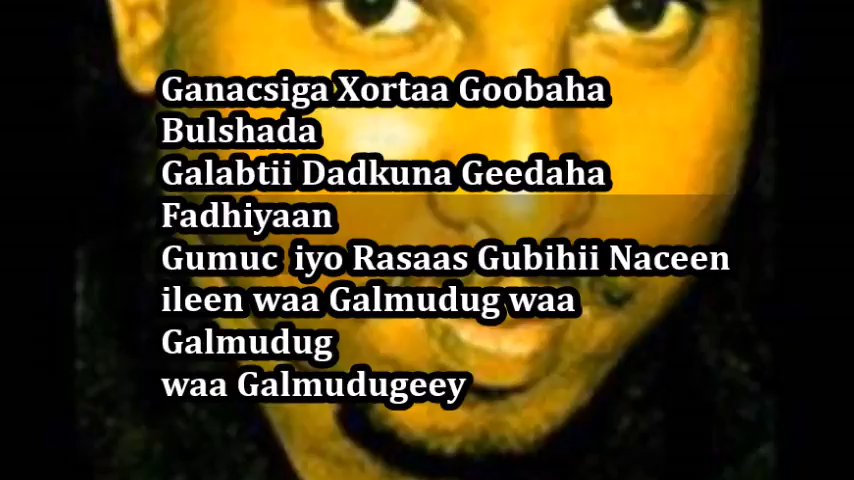 Ganacsiga Xortaa Goobaha
Bulshada
Galabtii Dadkuna Geedaha
Fadhiyaan
Gumuc iyo Rasaas Gubihii Naceen
ileen waa Galmudug waa
Galmudug
waa Galmudugeey